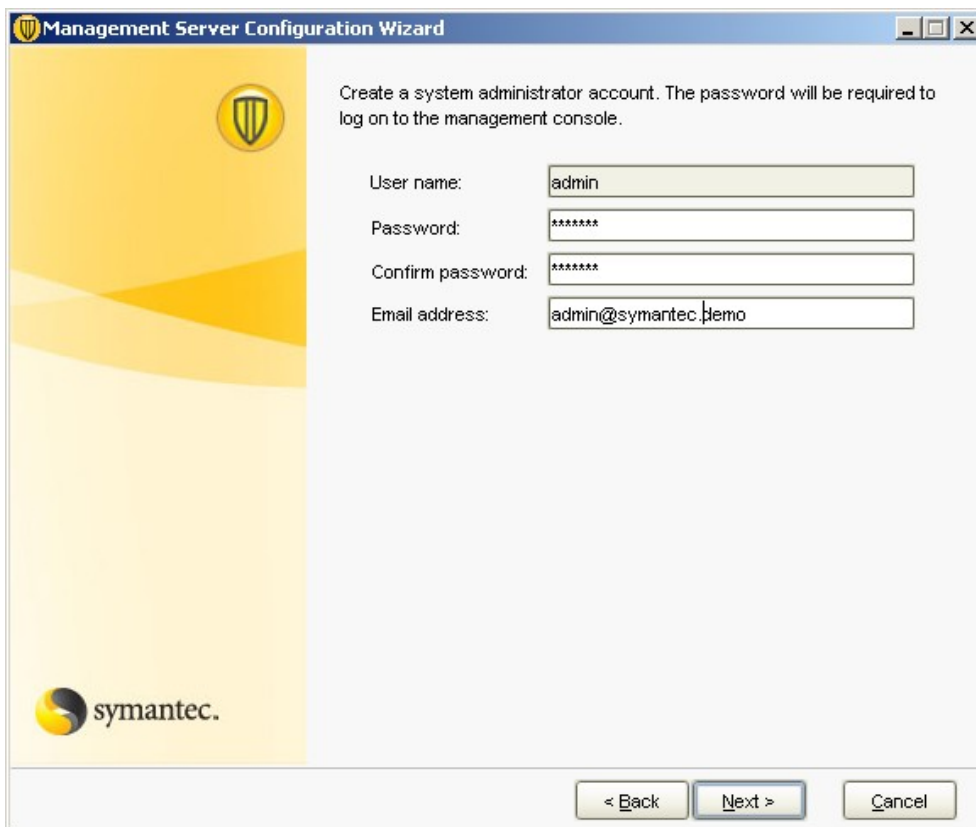 Management Server Configuration Wizard
Create a system administrator account. The password will be required to
log on to the management console.
User name: admin
Password: *******
Confirm password: *******
Email address: admin@symantec.demo
symantec.
< Back Next > Cancel